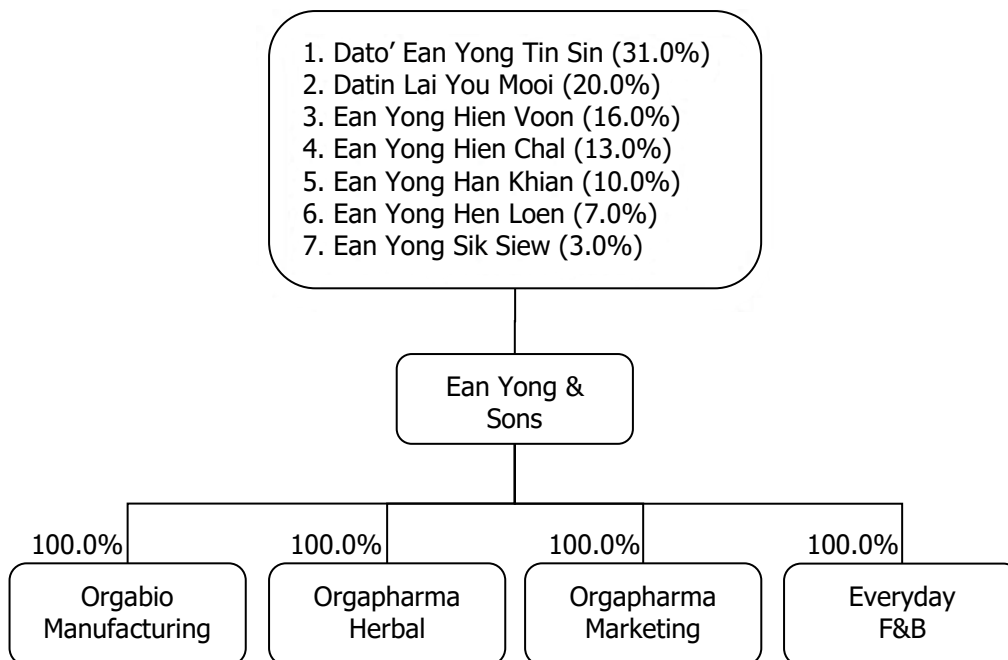 1. Dato’ Ean Yong Tin Sin (31.0%)
2. Datin Lai You Mooi (20.0%)
3. Ean Yong Hien Voon (16.0%)
4. Ean Yong Hien Chal (13.0%)
5. Ean Yong Han Khian (10.0%)
6. Ean Yong Hen Loen (7.0%)
7. Ean Yong Sik Siew (3.0%)
Ean Yong &
Sons
100.0%
Orgabio
Manufacturing
100.0%
Orgapharma
Herbal
100.0%
Orgapharma
Marketing
100.0%
Everyday
F&B